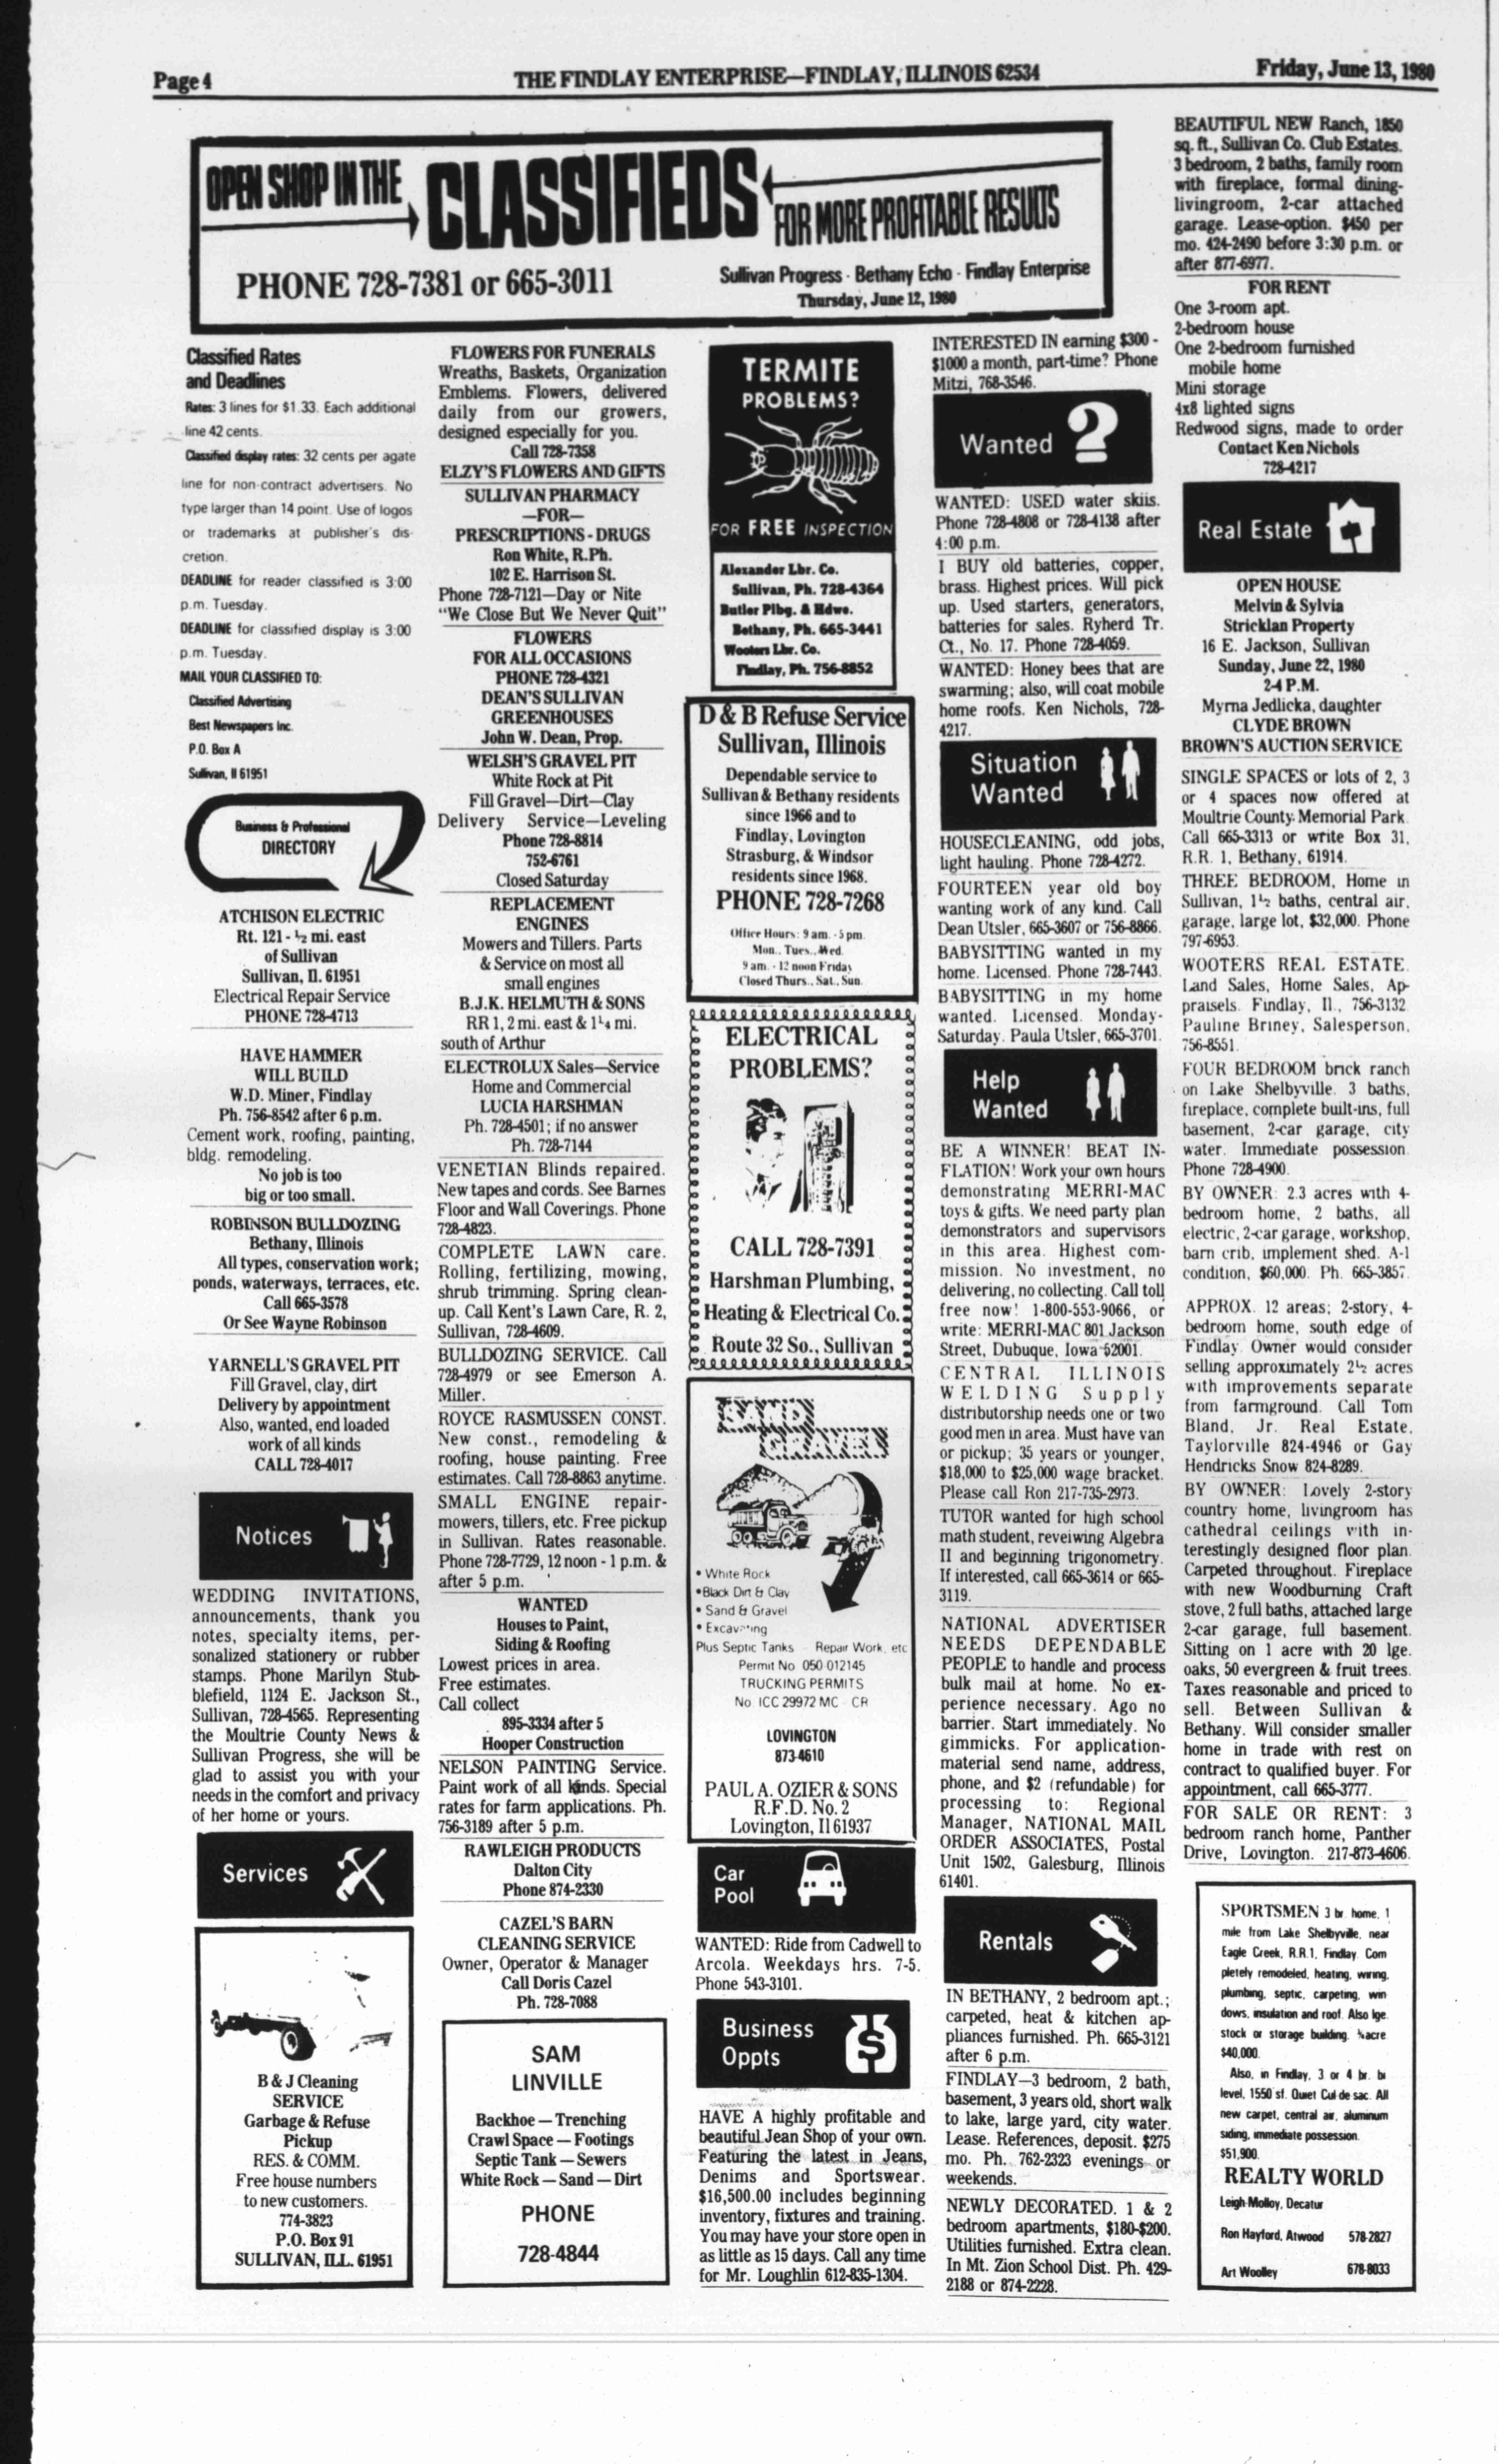 Page 4
THE FINDLAY ENTERPRISE—FINDLAY, ILLINOIS 62534
Friday, June 13, 1980
OPEN SHOP IN THE
CLASSIFIEDS
FOR MORE PROFITABLE RESULTS
PHONE 728-7381 or 665-3011
Sullivan Progress - Bethany Echo - Findlay Enterprise
Thursday, June 12, 1980
Classified Rates
and Deadlines
Rates: 3 lines for $1.33. Each additional
line 42 cents.
Classified display rates: 32 cents per agate
line for non-contract advertisers. No
type larger than 14 point. Use of logos
or trademarks at publisher's dis-
cretion.
DEADLINE for reader classified is 3:00
p.m. Tuesday.
DEADLINE for classified display is 3:00
p.m. Tuesday.
MAIL YOUR CLASSIFIED TO:
Classified Advertising
Best Newspapers Inc.
P.O. Box A
Sullivan, Il 61951
Business & Professional
DIRECTORY
ATCHISON ELECTRIC
Rt. 121 - ½ mi. east
of Sullivan
Sullivan, Il. 61951
Electrical Repair Service
PHONE 728-4713
HAVE HAMMER
WILL BUILD
W.D. Miner, Findlay
Ph. 756-8542 after 6 p.m.
Cement work, roofing, painting,
bldg. remodeling.
No job is too
big or too small.
ROBINSON BULLDOZING
Bethany, Illinois
All types, conservation work;
ponds, waterways, terraces, etc.
Call 665-3578
Or See Wayne Robinson
YARNELL'S GRAVEL PIT
Fill Gravel, clay, dirt
Delivery by appointment
Also, wanted, end loaded
work of all kinds
CALL 728-4017
Notices
WEDDING INVITATIONS,
announcements, thank you
notes, specialty items, per-
sonalized stationery or rubber
stamps. Phone Marilyn Stub-
blefield, 1124 E. Jackson St.,
Sullivan, 728-4565. Representing
the Moultrie County News &
Sullivan Progress, she will be
glad to assist you with your
needs in the comfort and privacy
of her home or yours.
Services
B & J Cleaning
SERVICE
Garbage & Refuse
Pickup
RES. & COMM.
Free house numbers
to new customers.
774-3823
P.O. Box 91
SULLIVAN, ILL. 61951
FLOWERS FOR FUNERALS
Wreaths, Baskets, Organization
Emblems. Flowers, delivered
daily from our growers,
designed especially for you.
Call 728-7358
ELZY'S FLOWERS AND GIFTS
SULLIVAN PHARMACY
—FOR—
PRESCRIPTIONS - DRUGS
Ron White, R.Ph.
102 E. Harrison St.
Phone 728-7121—Day or Nite
"We Close But We Never Quit"
FLOWERS
FOR ALL OCCASIONS
PHONE 728-4321
DEAN'S SULLIVAN
GREENHOUSES
John W. Dean, Prop.
WELSH'S GRAVEL PIT
White Rock at Pit
Fill Gravel—Dirt—Clay
Delivery Service—Leveling
Phone 728-8814
752-6761
Closed Saturday
REPLACEMENT
ENGINES
Mowers and Tillers. Parts
& Service on most all
small engines
B.J.K. HELMUTH & SONS
RR 1, 2 mi. east & 1¼ mi.
south of Arthur
ELECTROLUX Sales—Service
Home and Commercial
LUCIA HARSHMAN
Ph. 728-4501; if no answer
Ph. 728-7144
VENETIAN Blinds repaired.
New tapes and cords. See Barnes
Floor and Wall Coverings. Phone
728-4823.
COMPLETE LAWN care.
Rolling, fertilizing, mowing,
shrub trimming. Spring clean-
up. Call Kent's Lawn Care, R. 2,
Sullivan, 728-4609.
BULLDOZING SERVICE. Call
728-4979 or see Emerson A.
Miller.
ROYCE RASMUSSEN CONST.
New const., remodeling &
roofing, house painting. Free
estimates. Call 728-8863 anytime.
SMALL ENGINE repair-
mowers, tillers, etc. Free pickup
in Sullivan. Rates reasonable.
Phone 728-7729, 12 noon - 1 p.m. &
after 5 p.m.
WANTED
Houses to Paint,
Siding & Roofing
Lowest prices in area.
Free estimates.
Call collect
895-3334 after 5
Hooper Construction
NELSON PAINTING Service.
Paint work of all kinds. Special
rates for farm applications. Ph.
756-3189 after 5 p.m.
RAWLEIGH PRODUCTS
Dalton City
Phone 874-2330
CAZEL'S BARN
CLEANING SERVICE
Owner, Operator & Manager
Call Doris Cazel
Ph. 728-7088
SAM
LINVILLE
Backhoe — Trenching
Crawl Space — Footings
Septic Tank — Sewers
White Rock — Sand — Dirt
PHONE
728-4844
TERMITE
PROBLEMS?
FOR FREE INSPECTION
Alexander Lbr. Co.
Sullivan, Ph. 728-4364
Butler Plbg. & Hdwe.
Bethany, Ph. 665-3441
Wooters Lbr. Co.
Findlay, Ph. 756-8852
D & B Refuse Service
Sullivan, Illinois
Dependable service to
Sullivan & Bethany residents
since 1966 and to
Findlay, Lovington
Strasburg, & Windsor
residents since 1968.
PHONE 728-7268
Office Hours: 9 am. - 5 pm.
Mon., Tues., Wed.
9 am. - 12 noon Friday
Closed Thurs., Sat., Sun.
ELECTRICAL
PROBLEMS?
CALL 728-7391
Harshman Plumbing,
Heating & Electrical Co.
Route 32 So., Sullivan
SAND
GRAVEL
• White Rock
• Black Dirt & Clay
• Sand & Gravel
• Excavating
Plus Septic Tanks - Repair Work, etc
Permit No 050-012145
TRUCKING PERMITS
No. ICC 29972 MC - CR
LOVINGTON
873-4610
PAUL A. OZIER & SONS
R.F.D. No. 2
Lovington, Il 61937
Car
Pool
WANTED: Ride from Cadwell to
Arcola. Weekdays hrs. 7-5.
Phone 543-3101.
Business
Oppts
HAVE A highly profitable and
beautiful Jean Shop of your own.
Featuring the latest in Jeans,
Denims and Sportswear.
$16,500.00 includes beginning
inventory, fixtures and training.
You may have your store open in
as little as 15 days. Call any time
for Mr. Loughlin 612-835-1304.
INTERESTED IN earning $300 -
$1000 a month, part-time? Phone
Mitzi, 768-3546.
Wanted
?
WANTED: USED water skiis.
Phone 728-4808 or 728-4138 after
4:00 p.m.
I BUY old batteries, copper,
brass. Highest prices. Will pick
up. Used starters, generators,
batteries for sales. Ryherd Tr.
Ct., No. 17. Phone 728-4059.
WANTED: Honey bees that are
swarming; also, will coat mobile
home roofs. Ken Nichols, 728-
4217.
Situation
Wanted
HOUSECLEANING, odd jobs,
light hauling. Phone 728-4272.
FOURTEEN year old boy
wanting work of any kind. Call
Dean Utsler, 665-3607 or 756-8866.
BABYSITTING wanted in my
home. Licensed. Phone 728-7443.
BABYSITTING in my home
wanted. Licensed. Monday-
Saturday. Paula Utsler, 665-3701.
Help
Wanted
BE A WINNER! BEAT IN-
FLATION! Work your own hours
demonstrating MERRI-MAC
toys & gifts. We need party plan
demonstrators and supervisors
in this area. Highest com-
mission. No investment, no
delivering, no collecting. Call toll
free now! 1-800-553-9066, or
write: MERRI-MAC 801 Jackson
Street, Dubuque, Iowa 52001.
CENTRAL ILLINOIS
WELDING Supply
distributorship needs one or two
good men in area. Must have van
or pickup; 35 years or younger,
$18,000 to $25,000 wage bracket.
Please call Ron 217-735-2973.
TUTOR wanted for high school
math student, reveiwing Algebra
II and beginning trigonometry.
If interested, call 665-3614 or 665-
3119.
NATIONAL ADVERTISER
NEEDS DEPENDABLE
PEOPLE to handle and process
bulk mail at home. No ex-
perience necessary. Ago no
barrier. Start immediately. No
gimmicks. For application-
material send name, address,
phone, and $2 (refundable) for
processing to: Regional
Manager, NATIONAL MAIL
ORDER ASSOCIATES, Postal
Unit 1502, Galesburg, Illinois
61401.
Rentals
IN BETHANY, 2 bedroom apt.;
carpeted, heat & kitchen ap-
pliances furnished. Ph. 665-3121
after 6 p.m.
FINDLAY—3 bedroom, 2 bath,
basement, 3 years old, short walk
to lake, large yard, city water.
Lease. References, deposit. $275
mo. Ph. 762-2323 evenings or
weekends.
NEWLY DECORATED. 1 & 2
bedroom apartments, $180-$200.
Utilities furnished. Extra clean.
In Mt. Zion School Dist. Ph. 429-
2188 or 874-2228.
BEAUTIFUL NEW Ranch, 1850
sq. ft., Sullivan Co. Club Estates.
3 bedroom, 2 baths, family room
with fireplace, formal dining-
livingroom, 2-car attached
garage. Lease-option. $450 per
mo. 424-2490 before 3:30 p.m. or
after 877-6977.
FOR RENT
One 3-room apt.
2-bedroom house
One 2-bedroom furnished
mobile home
Mini storage
4x8 lighted signs
Redwood signs, made to order
Contact Ken Nichols
728-4217
Real Estate
OPEN HOUSE
Melvin & Sylvia
Stricklan Property
16 E. Jackson, Sullivan
Sunday, June 22, 1980
2-4 P.M.
Myrna Jedlicka, daughter
CLYDE BROWN
BROWN'S AUCTION SERVICE
SINGLE SPACES or lots of 2, 3
or 4 spaces now offered at
Moultrie County Memorial Park.
Call 665-3313 or write Box 31,
R.R. 1, Bethany, 61914.
THREE BEDROOM, Home in
Sullivan, 1½ baths, central air,
garage, large lot, $32,000. Phone
797-6953.
WOOTERS REAL ESTATE.
Land Sales, Home Sales, Ap-
praisels. Findlay, Il., 756-3132.
Pauline Briney, Salesperson,
756-8551.
FOUR BEDROOM brick ranch
on Lake Shelbyville. 3 baths,
fireplace, complete built-ins, full
basement, 2-car garage, city
water. Immediate possession.
Phone 728-4900.
BY OWNER: 2.3 acres with 4-
bedroom home, 2 baths, all
electric, 2-car garage, workshop,
barn crib, implement shed. A-1
condition, $60,000. Ph. 665-3857.
APPROX. 12 areas; 2-story, 4-
bedroom home, south edge of
Findlay. Owner would consider
selling approximately 2½ acres
with improvements separate
from farmground. Call Tom
Bland, Jr. Real Estate,
Taylorville 824-4946 or Gay
Hendricks Snow 824-8289.
BY OWNER: Lovely 2-story
country home, livingroom has
cathedral ceilings with in-
terestingly designed floor plan.
Carpeted throughout. Fireplace
with new Woodburning Craft
stove, 2 full baths, attached large
2-car garage, full basement.
Sitting on 1 acre with 20 lge.
oaks, 50 evergreen & fruit trees.
Taxes reasonable and priced to
sell. Between Sullivan &
Bethany. Will consider smaller
home in trade with rest on
contract to qualified buyer. For
appointment, call 665-3777.
FOR SALE OR RENT: 3
bedroom ranch home, Panther
Drive, Lovington. 217-873-4606.
SPORTSMEN 3 br. home, 1
mile from Lake Shelbyville, near
Eagle Creek, R.R.1, Findlay. Com
pletely remodeled, heating, wiring,
plumbing, septic, carpeting, win
dows, insulation and roof. Also lge.
stock or storage building. ¾ acre
$40,000.
Also, in Findlay, 3 or 4 br. bi
level, 1550 sf. Quiet Cul de sac. All
new carpet, central air, aluminum
siding, immediate possession.
$51,900.
REALTY WORLD
Leigh Molloy, Decatur
Ron Hayford, Atwood 578-2827
Art Woolley 678-8033